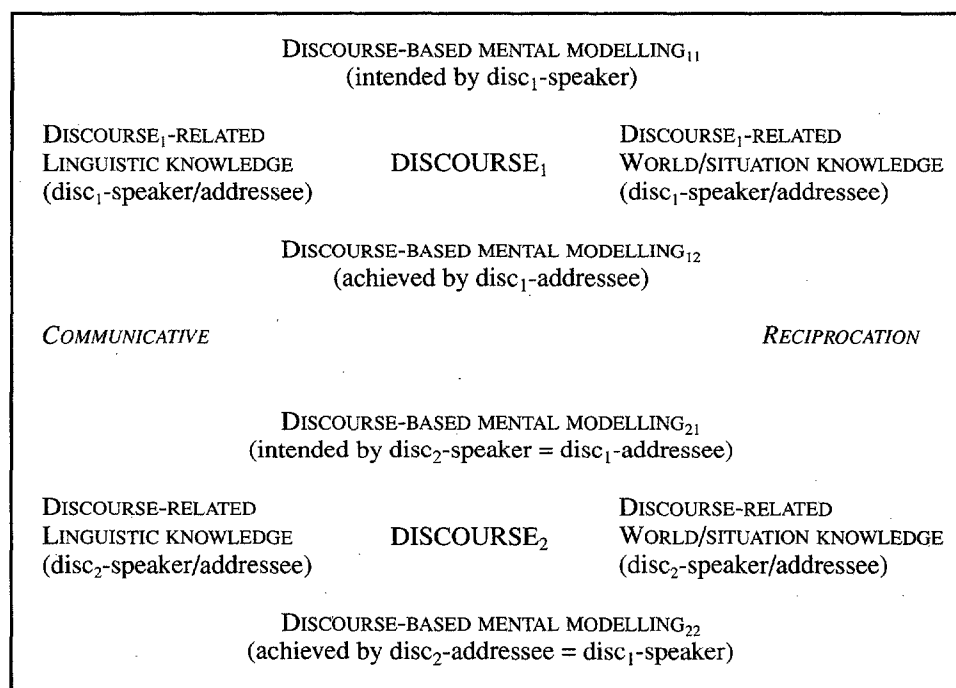 DISCOURSE-BASED MENTAL MODELLING₁₁
(intended by disc₁-speaker)
DISCOURSE₁-RELATED
LINGUISTIC KNOWLEDGE
(disc₁-speaker/addressee)
DISCOURSE₁
DISCOURSE₁-RELATED
WORLD/SITUATION KNOWLEDGE
(disc₁-speaker/addressee)
DISCOURSE-BASED MENTAL MODELLING₁₂
(achieved by disc₁-addressee)
COMMUNICATIVE RECIPROCATION
DISCOURSE-BASED MENTAL MODELLING₂₁
(intended by disc₂-speaker = disc₁-addressee)
DISCOURSE-RELATED
LINGUISTIC KNOWLEDGE
(disc₂-speaker/addressee)
DISCOURSE₂
DISCOURSE-RELATED
WORLD/SITUATION KNOWLEDGE
(disc₂-speaker/addressee)
DISCOURSE-BASED MENTAL MODELLING₂₂
(achieved by disc₂-addressee = disc₁-speaker)